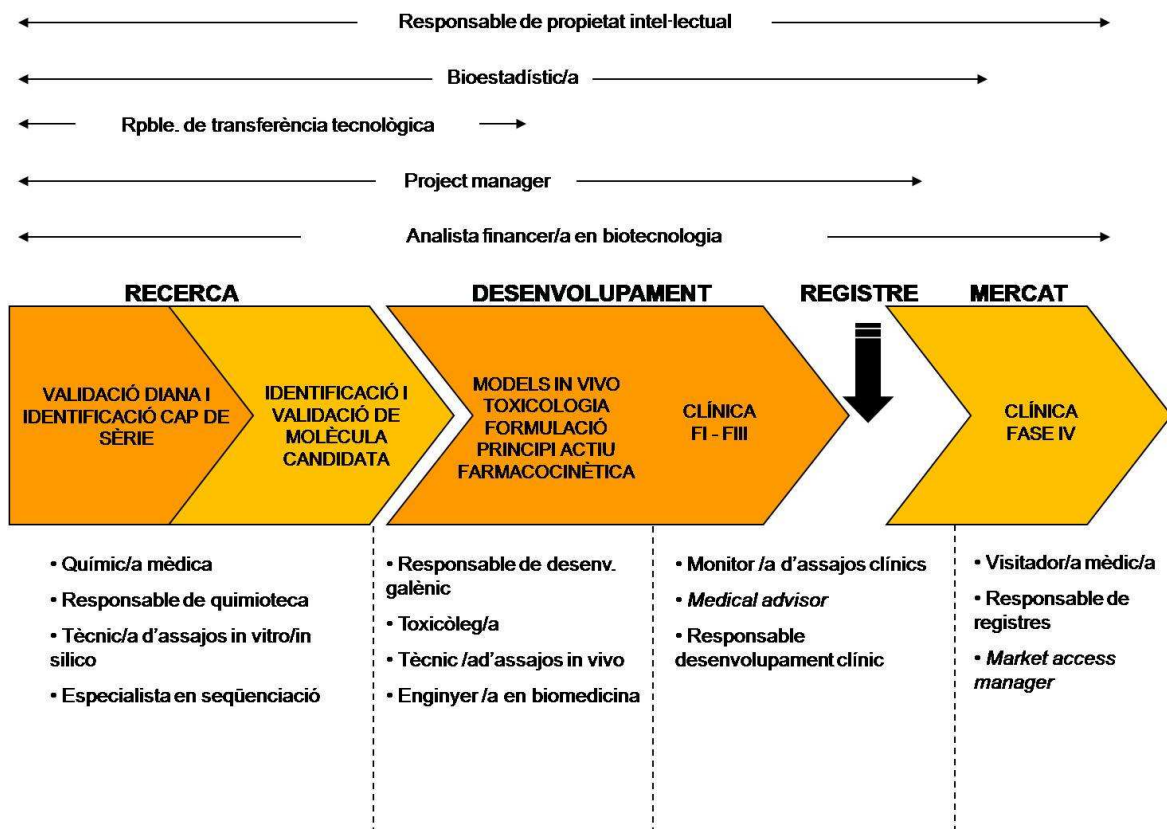 Responsable de propietat intel·lectual
Bioestadístic/a
Rpble. de transferència tecnològica
Project manager
Analista financer/a en biotecnologia
RECERCA
DESENVOLUPAMENT
REGISTRE
MERCAT
VALIDACIÓ DIANA I
IDENTIFICACIÓ CAP DE
SÈRIE
IDENTIFICACIÓ I
VALIDACIÓ DE
MOLÈCULA
CANDIDATA
MODELS IN VIVO
TOXICOLOGIA
FORMULACIÓ
PRINCIPI ACTIU
FARMACOCINÈTICA
CLÍNICA
FI - FIII
CLÍNICA
FASE IV
• Químic/a mèdica
• Responsable de quimioteca
• Tècnic/a d'assajos in vitro/in
silico
• Especialista en seqüenciació
• Responsable de desenv.
galènic
• Toxicòleg/a
• Tècnic /ad'assajos in vivo
• Enginyer /a en biomedicina
• Monitor /a d'assajos clínics
• Medical advisor
• Responsable
desenvolupament clínic
• Visitador/a mèdic/a
• Responsable de
registres
• Market access
manager